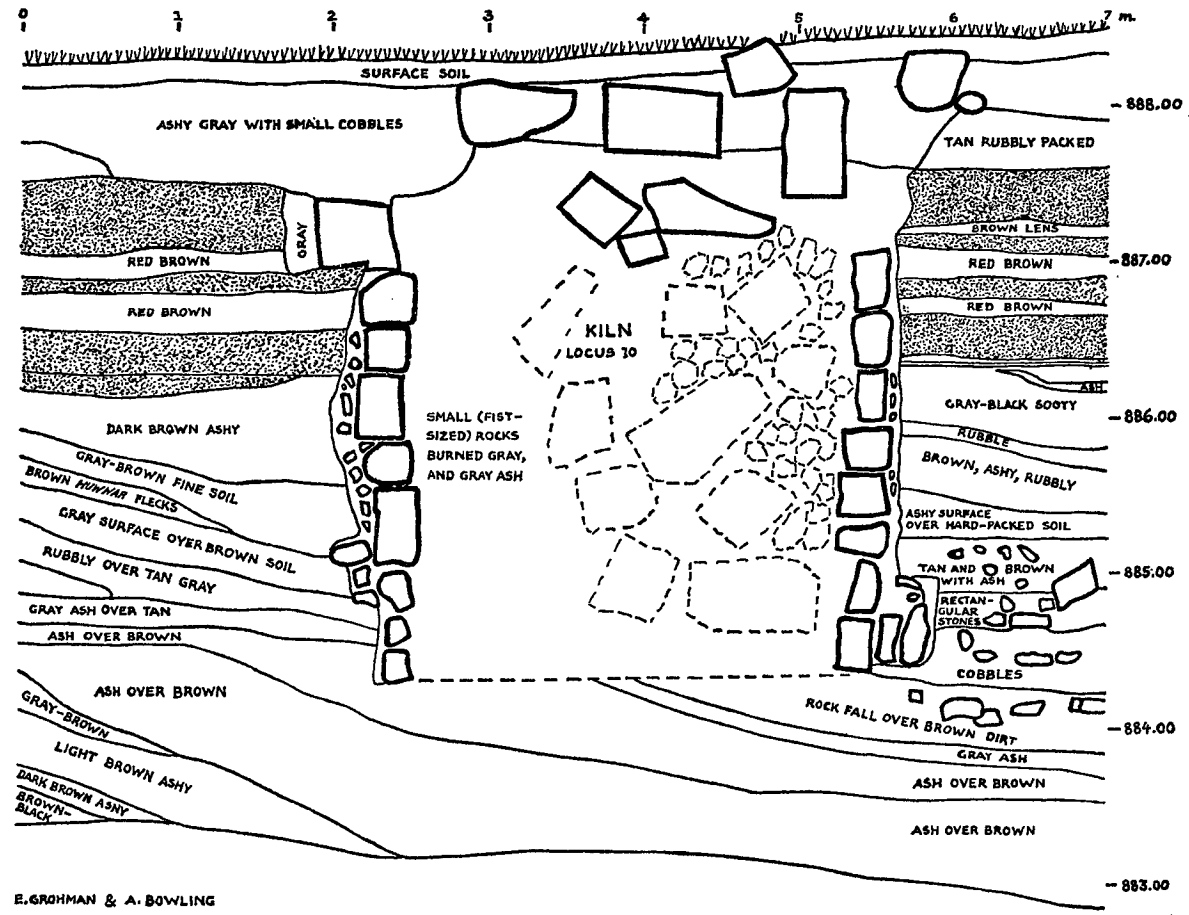 0 1 2 3 4 5 6 7 m.
SURFACE SOIL
888.00
ASHY GRAY WITH SMALL COBBLES
TAN RUBBLY PACKED
GRAY
BROWN LENS
RED BROWN
RED BROWN
887.00
RED BROWN
RED BROWN
KILN
LOCUS 10
ASH
GRAY-BLACK SOOTY
886.00
SMALL (FIST-
SIZED) ROCKS
BURNED GRAY,
AND GRAY ASH
DARK BROWN ASHY
RUBBLE
GRAY-BROWN FINE SOIL
BROWN, ASHY, RUBBLY
BROWN HUWWAR FLECKS
GRAY SURFACE OVER BROWN SOIL
ASHY SURFACE
OVER HARD-PACKED SOIL
RUBBLY OVER TAN GRAY
TAN AND BROWN
WITH ASH
885.00
RECTAN-
GULAR
STONES
GRAY ASH OVER TAN
ASH OVER BROWN
COBBLES
ASH OVER BROWN
ROCK FALL OVER BROWN DIRT
884.00
GRAY-BROWN
GRAY ASH
LIGHT BROWN ASHY
ASH OVER BROWN
DARK BROWN ASHY
BROWN-
BLACK
ASH OVER BROWN
883.00
E.GROHMAN & A. BOWLING